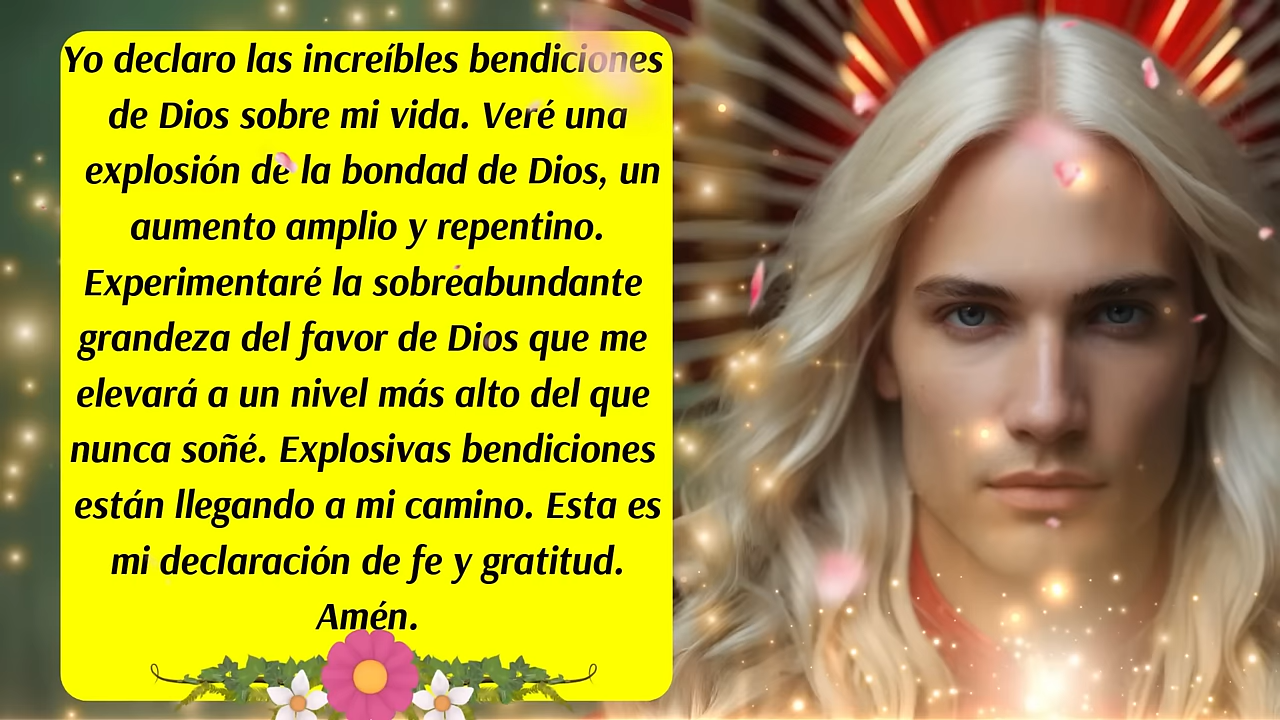 Yo declaro las increíbles bendiciones
de Dios sobre mi vida. Veré una
explosión de la bondad de Dios, un
aumento amplio y repentino.
Experimentaré la sobreabundante
grandeza del favor de Dios que me
elevará a un nivel más alto del que
nunca soñé. Explosivas bendiciones
están llegando a mi camino. Esta es
mi declaración de fe y gratitud.
Amén.